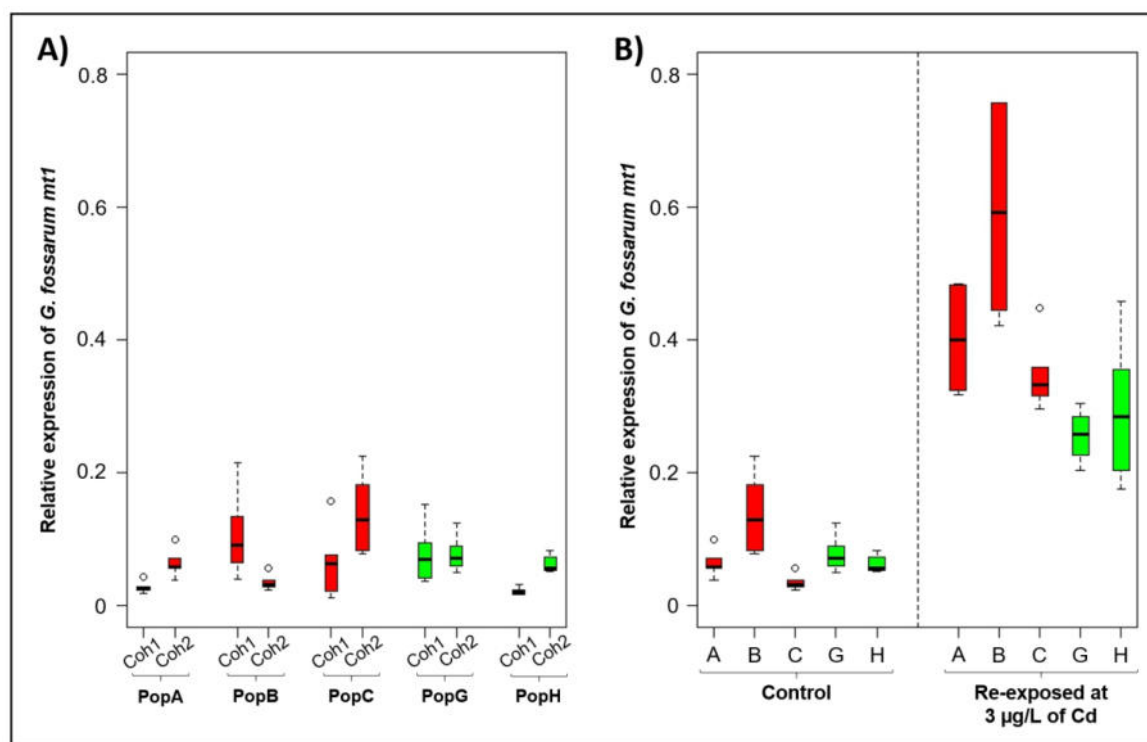 A)
Relative expression of G. fossarum mt1
0.8
0.6
0.4
0.2
0
Coh1 Coh2 Coh1 Coh2 Coh1 Coh2 Coh1 Coh2 Coh1 Coh2
PopA PopB PopC PopG PopH
B)
Relative expression of G. fossarum mt1
0.8
0.6
0.4
0.2
0
A B C G H A B C G H
Control Re-exposed at
3 µg/L of Cd